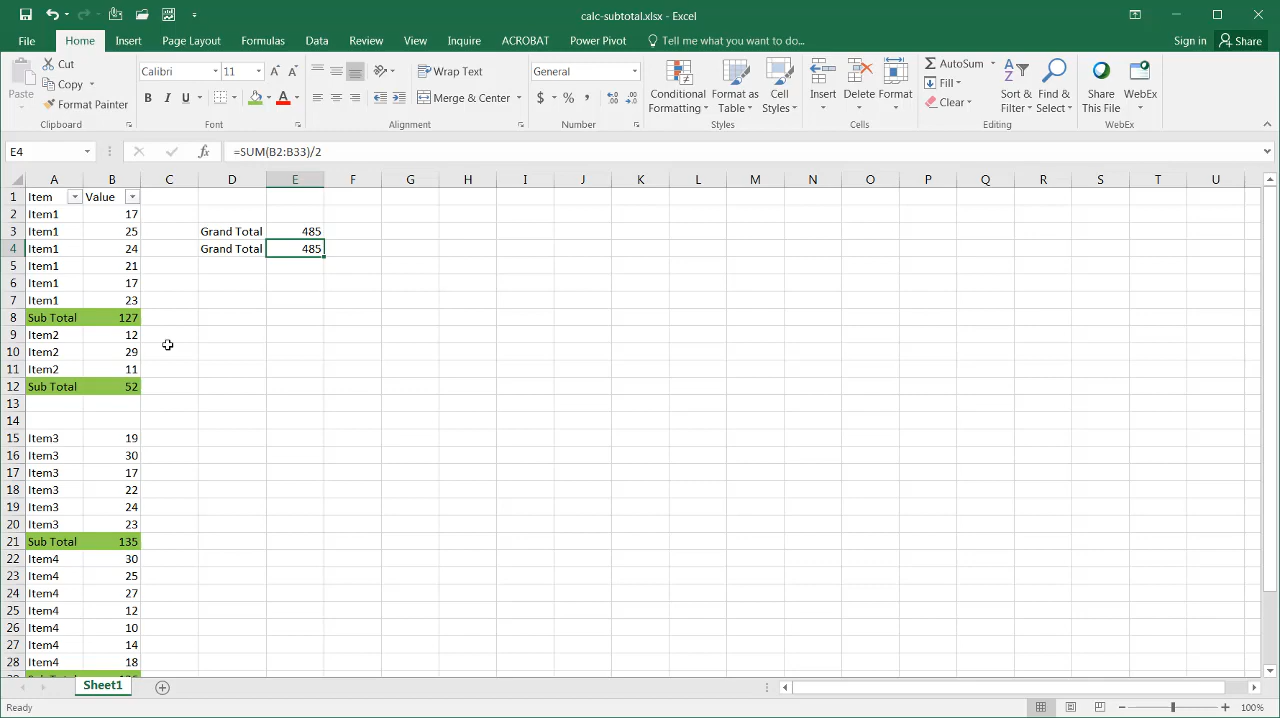 calc-subtotal.xlsx - Excel
File Home Insert Page Layout Formulas Data Review View Inquire ACROBAT Power Pivot Tell me what you want to do... Sign in Share
Paste
Cut
Copy
Format Painter
Clipboard
Calibri 11
B I U
Font
Wrap Text
Merge & Center
Alignment
General
$ % ,
Number
Conditional Formatting
Format as Table
Cell Styles
Styles
Insert Delete Format
Cells
AutoSum
Fill
Clear
Sort & Filter
Find & Select
Editing
Share This File
WebEx
WebEx
E4 fx =SUM(B2:B33)/2
A B C D E F G H I J K L M N O P Q R S T U
1 Item Value
2 Item1 17
3 Item1 25 Grand Total 485
4 Item1 24 Grand Total 485
5 Item1 21
6 Item1 17
7 Item1 23
8 Sub Total 127
9 Item2 12
10 Item2 29
11 Item2 11
12 Sub Total 52
13
14
15 Item3 19
16 Item3 30
17 Item3 17
18 Item3 22
19 Item3 24
20 Item3 23
21 Sub Total 135
22 Item4 30
23 Item4 25
24 Item4 27
25 Item4 12
26 Item4 10
27 Item4 14
28 Item4 18
Sheet1
Ready 100%